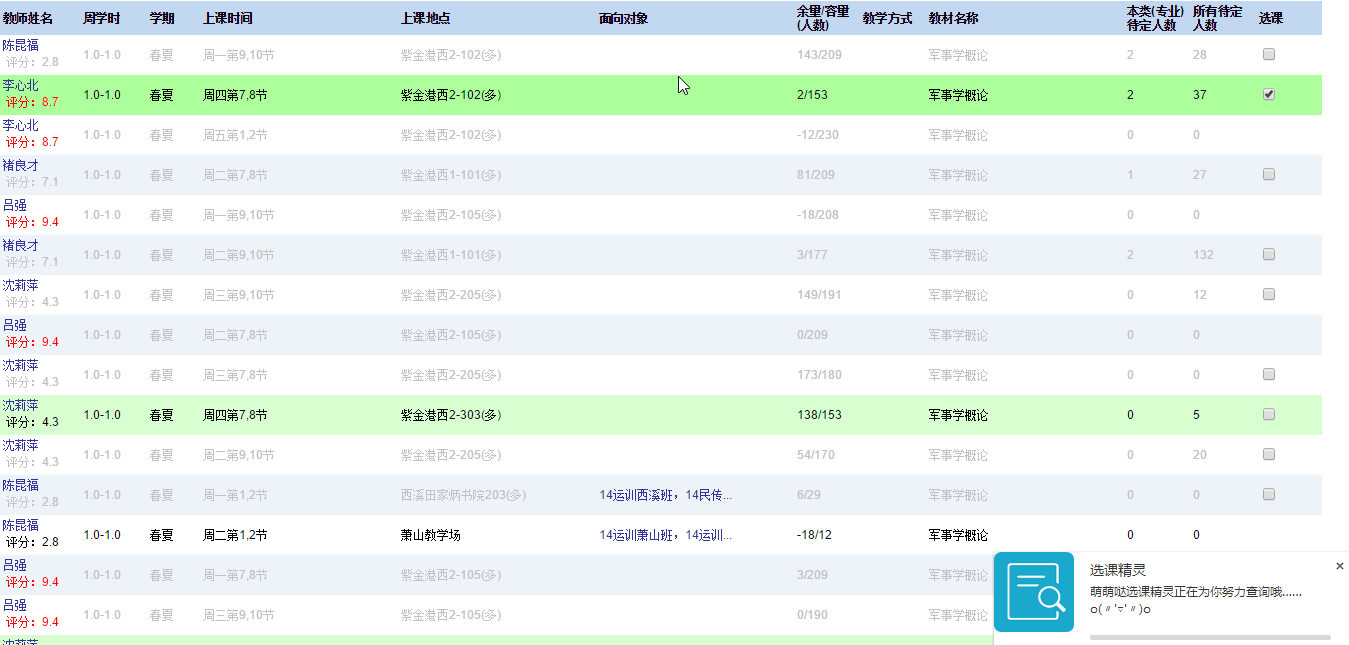 教师姓名 周学时 学期 上课时间 上课地点 面向对象 余量/容量(人数) 教学方式 教材名称 本类(专业)待定人数 所有待定人数 选课
陈昆福 评分：2.8 1.0-1.0 春夏 周一第9,10节 紫金港西2-102(多) 143/209 军事学概论 2 28
李心北 评分：8.7 1.0-1.0 春夏 周四第7,8节 紫金港西2-102(多) 2/153 军事学概论 2 37
李心北 评分：8.7 1.0-1.0 春夏 周五第1,2节 紫金港西2-102(多) -12/230 军事学概论 0 0
褚良才 评分：7.1 1.0-1.0 春夏 周二第7,8节 紫金港西1-101(多) 81/209 军事学概论 1 27
吕强 评分：9.4 1.0-1.0 春夏 周一第9,10节 紫金港西2-105(多) -18/208 军事学概论 0 0
褚良才 评分：7.1 1.0-1.0 春夏 周二第9,10节 紫金港西1-101(多) 3/177 军事学概论 2 132
沈莉萍 评分：4.3 1.0-1.0 春夏 周三第9,10节 紫金港西2-205(多) 149/191 军事学概论 0 12
吕强 评分：9.4 1.0-1.0 春夏 周二第7,8节 紫金港西2-105(多) 0/209 军事学概论 0 0
沈莉萍 评分：4.3 1.0-1.0 春夏 周三第7,8节 紫金港西2-205(多) 173/180 军事学概论 0 0
沈莉萍 评分：4.3 1.0-1.0 春夏 周四第7,8节 紫金港西2-303(多) 138/153 军事学概论 0 5
沈莉萍 评分：4.3 1.0-1.0 春夏 周二第9,10节 紫金港西2-205(多) 54/170 军事学概论 0 20
陈昆福 评分：2.8 1.0-1.0 春夏 周一第1,2节 西溪田家炳书院203(多) 14运训西溪班，14民传... 6/29 军事学概论 0 0
陈昆福 评分：2.8 1.0-1.0 春夏 周二第1,2节 萧山教学场 14运训萧山班，14运训... -18/12 军事学概论 0 0
吕强 评分：9.4 1.0-1.0 春夏 周一第7,8节 紫金港西2-105(多) 3/209 军事学概论
吕强 评分：9.4 1.0-1.0 春夏 周三第9,10节 紫金港西2-105(多) 0/190 军事学概论
选课精灵
萌萌哒选课精灵正在为你努力查询哦......
o(〃'▽'〃)o